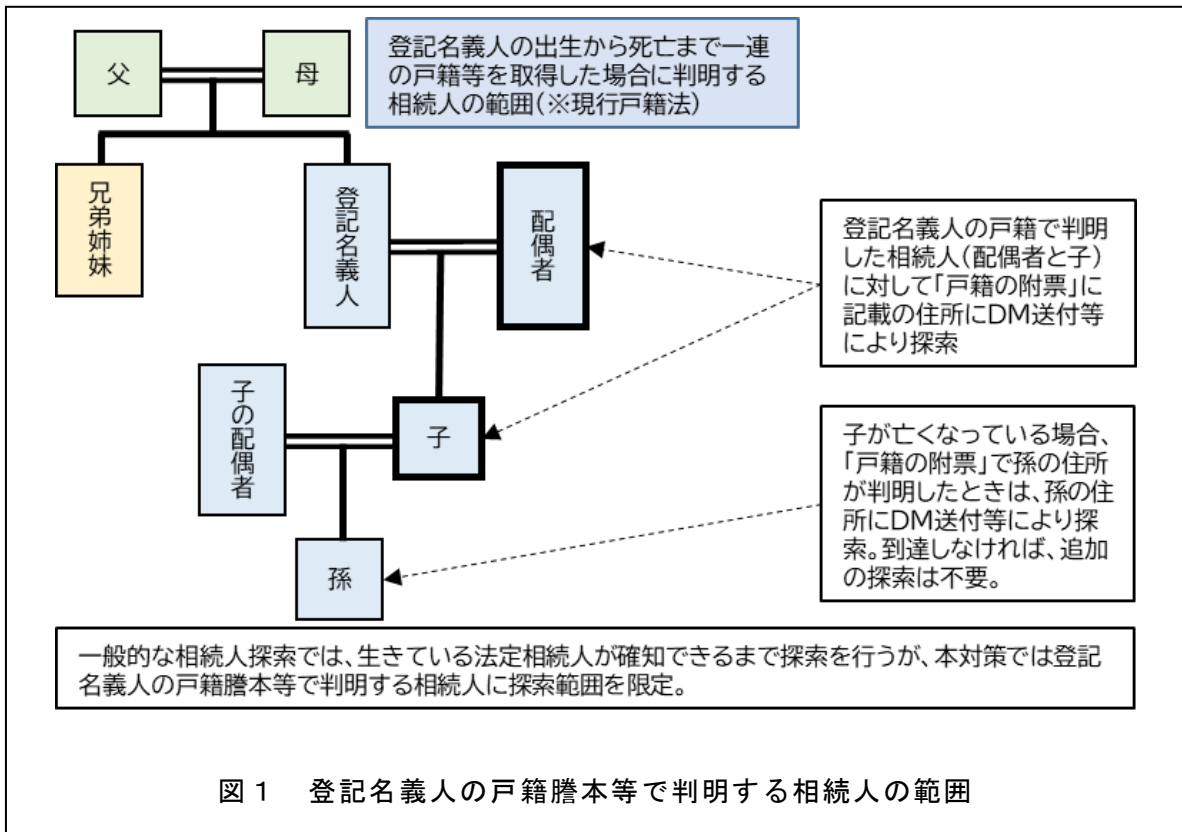 父
母
登記名義人の出生から死亡まで一連
の戸籍等を取得した場合に判明する
相続人の範囲(※現行戸籍法)
兄弟姉妹
登記名義人
配偶者
登記名義人の戸籍で判明
した相続人(配偶者と子)
に対して「戸籍の附票」に
記載の住所にDM送付等
により探索
子の配偶者
子
子が亡くなっている場合、
「戸籍の附票」で孫の住所
が判明したときは、孫の住
所にDM送付等により探
索。到達しなければ、追加
の探索は不要。
孫
一般的な相続人探索では、生きている法定相続人が確知できるまで探索を行うが、本対策では登記
名義人の戸籍謄本等で判明する相続人に探索範囲を限定。
図1 登記名義人の戸籍謄本等で判明する相続人の範囲